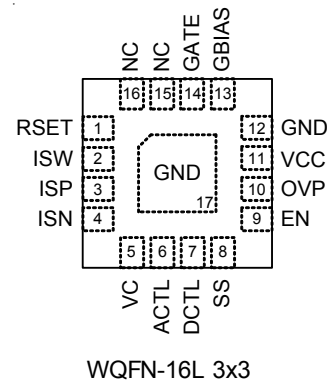 NC NC GATE GBIAS
16 15 14 13
RSET 1 12 GND
ISW 2 11 VCC
ISP 3 GND 10 OVP
ISN 4 17 9 EN
5 6 7 8
VC ACTL DCTL SS
WQFN-16L 3x3